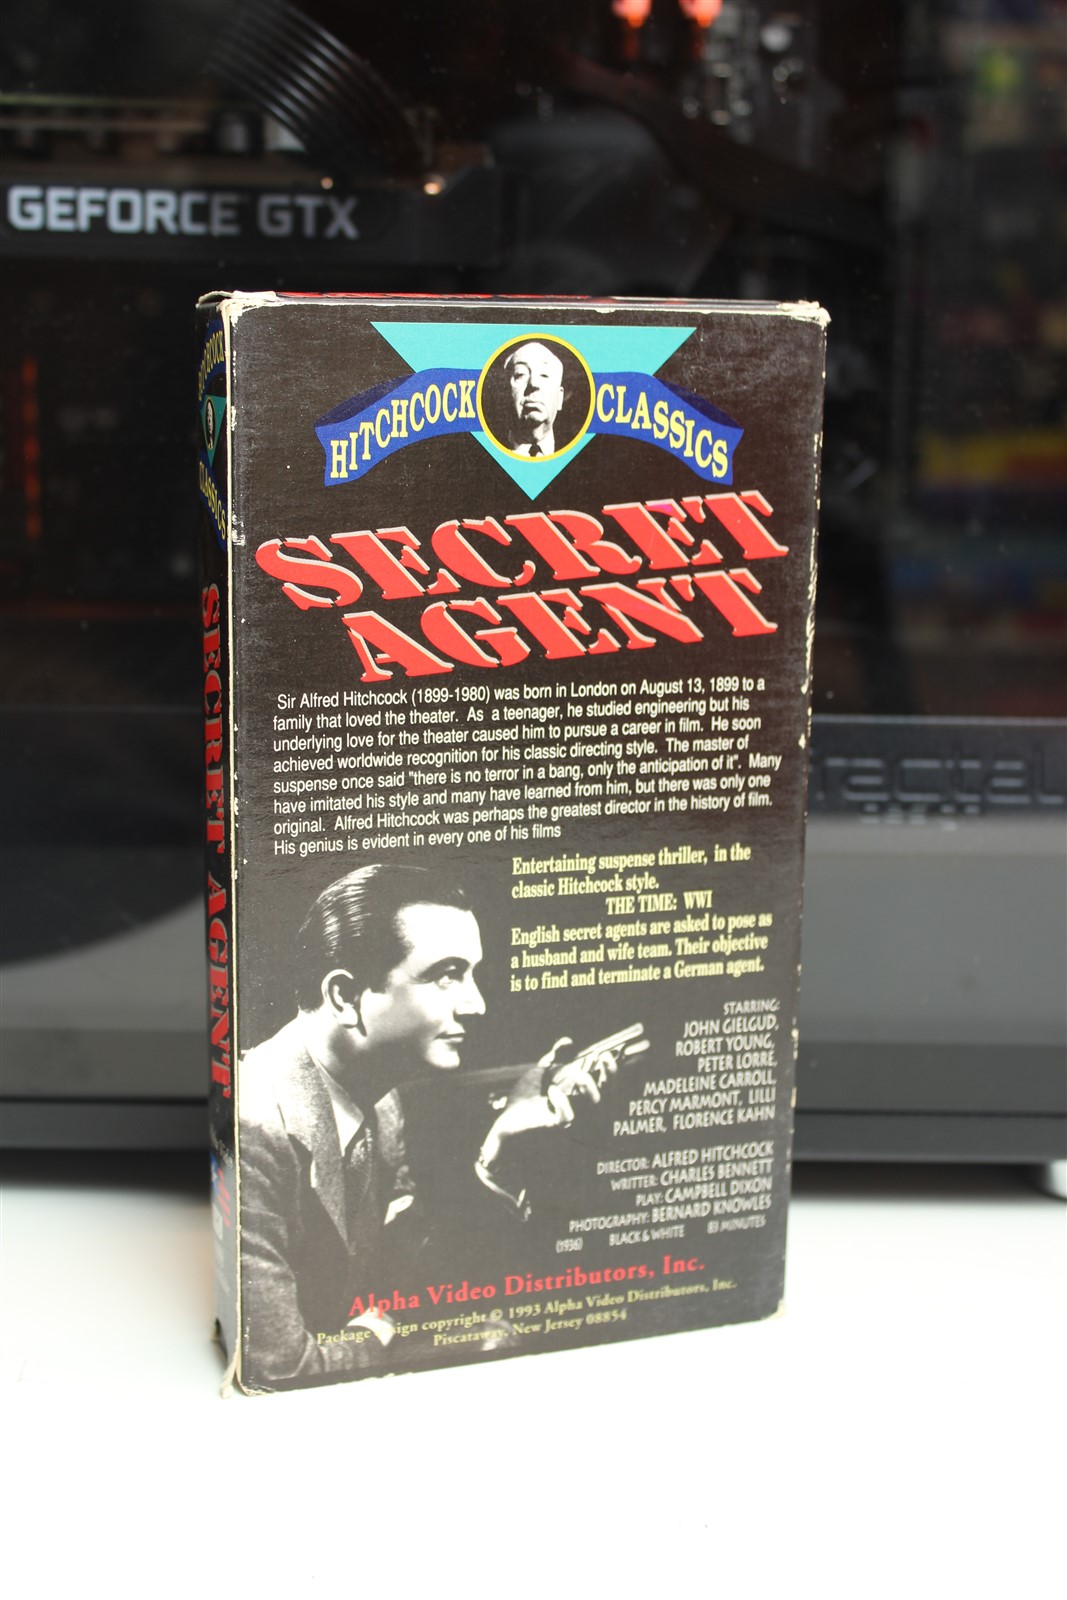 GEFORCE GTX
HITCHCOCK CLASSICS
SECRET
AGENT
Sir Alfred Hitchcock (1899-1980) was born in London on August 13, 1899 to a
family that loved the theater. As a teenager, he studied engineering but his
underlying love for the theater caused him to pursue a career in film. He soon
achieved worldwide recognition for his classic directing style. The master of
suspense once said "there is no terror in a bang, only the anticipation of it". Many
have imitated his style and many have learned from him, but there was only one
original. Alfred Hitchcock was perhaps the greatest director in the history of film.
His genius is evident in every one of his films
Entertaining suspense thriller, in the
classic Hitchcock style.
THE TIME: WWI
English secret agents are asked to pose as
a husband and wife team. Their objective
is to find and terminate a German agent.
STARRING:
JOHN GIELGUD,
ROBERT YOUNG,
PETER LORRE,
MADELEINE CARROLL,
PERCY MARMONT, LILLI
PALMER, FLORENCE KAHN
DIRECTOR: ALFRED HITCHCOCK
WRITTER: CHARLES BENNETT
PLAY: CAMPBELL DIXON
PHOTOGRAPHY: BERNARD KNOWLES
(1936) BLACK & WHITE 83 MINUTES
Alpha Video Distributors, Inc.
Package design copyright © 1993 Alpha Video Distributors, Inc.
Piscataway, New Jersey 08854
HITCHCOCK CLASSICS
SECRET AGENT
fractal